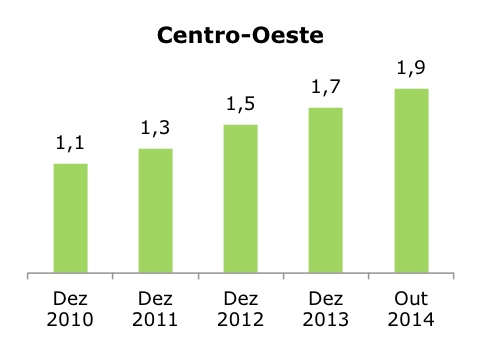 Centro-Oeste
1,1
1,3
1,5
1,7
1,9
Dez
2010
Dez
2011
Dez
2012
Dez
2013
Out
2014